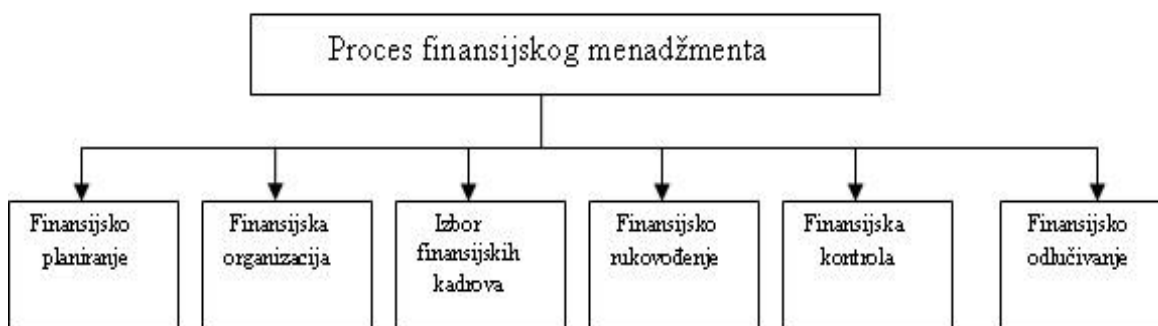 Proces finansijskog menadžmenta
Finansijsko
planiranje
Finansijska
organizacija
Izbor
finansijskih
kadrova
Finansijsko
rukovođenje
Finansijska
kontrola
Finansijsko
odlučivanje